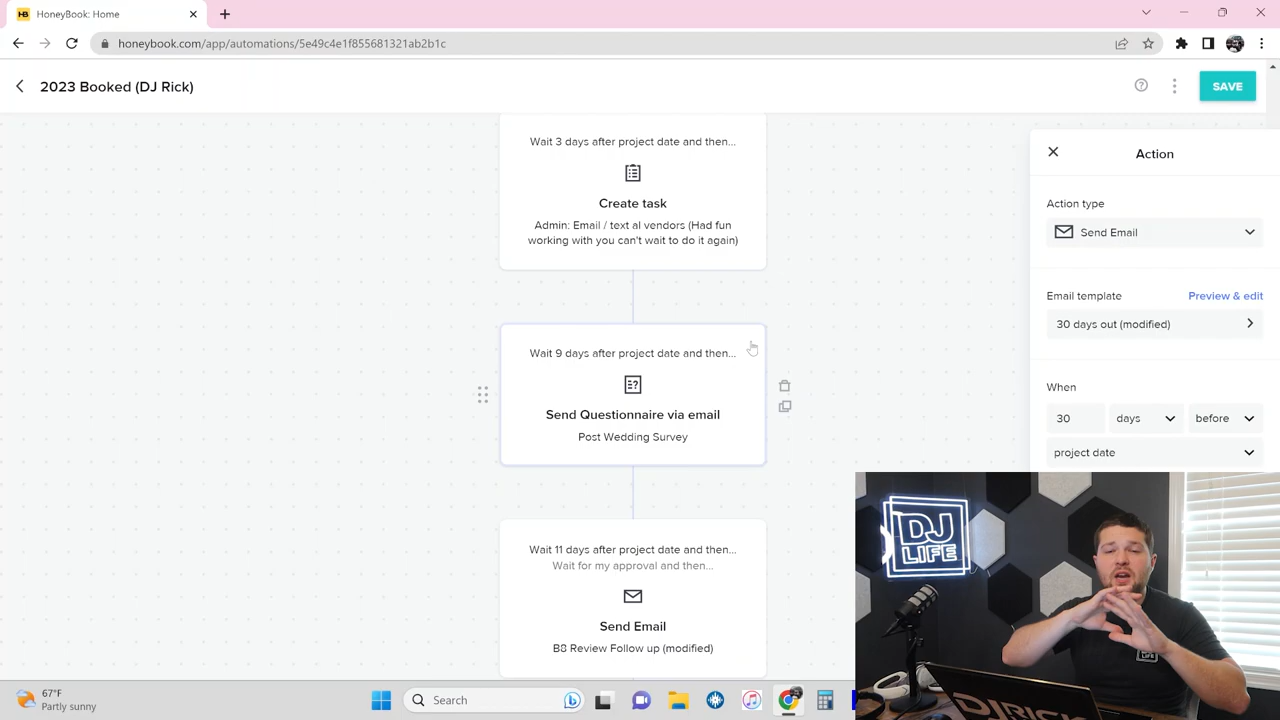 HB
HoneyBook: Home
honeybook.com/app/automations/5e49c4e1f855681321ab2b1c
2023 Booked (DJ Rick)
SAVE
Wait 3 days after project date and then...
Create task
Admin: Email / text al vendors (Had fun
working with you can't wait to do it again)
Wait 9 days after project date and then...
Send Questionnaire via email
Post Wedding Survey
Wait 11 days after project date and then...
Wait for my approval and then...
Send Email
B8 Review Follow up (modified)
Action
Action type
Send Email
Email template
Preview & edit
30 days out (modified)
When
30
days
before
project date
DJ
LIFE
DJ RICK
67°F
Partly sunny
Search